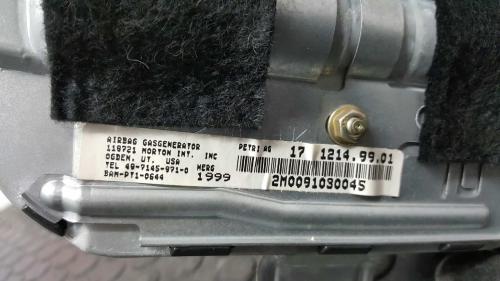 AIRBAG GASGENERATOR PETRI AG 17 1214.99.01
118721 MORTON INT. INC
OGDEN, UT. USA
TEL 49-7145-971-0 HERG
BAM-PT1-0644 1999 2M0091030045